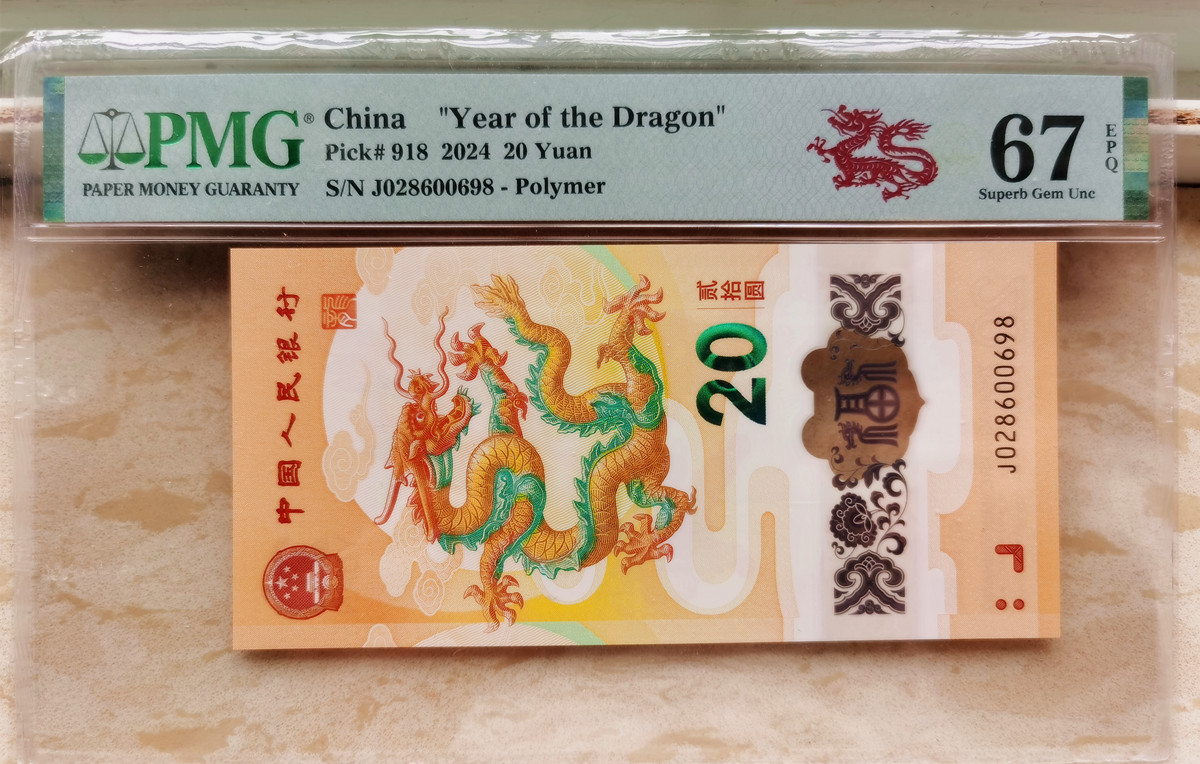 PMG®
PAPER MONEY GUARANTY
China "Year of the Dragon"
Pick# 918 2024 20 Yuan
S/N J028600698 - Polymer
67
EPQ
Superb Gem Unc
中国人民银行
贰拾圆
20
J028600698